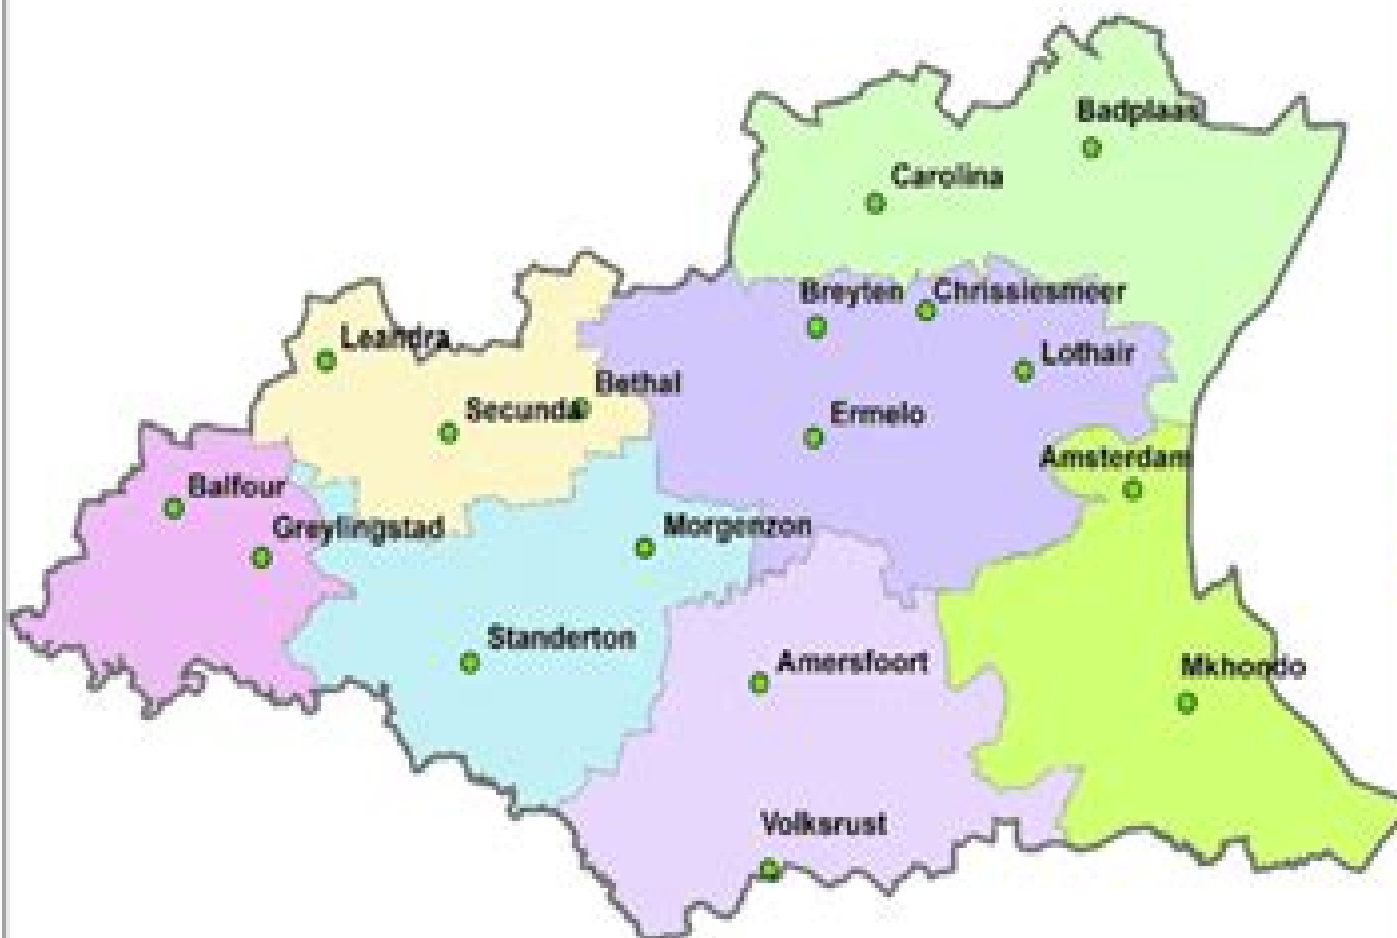 Badplaas
Carolina
Breyten
Chrissiesmeer
Leandra
Lothair
Bethal
Secunda
Ermelo
Amsterdam
Balfour
Greylingstad
Morgenzon
Standerton
Amersfoort
Mkhondo
Volksrust